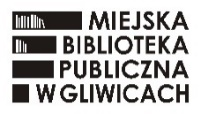 MIEJSKA
BIBLIOTEKA
PUBLICZNA
W GLIWICACH